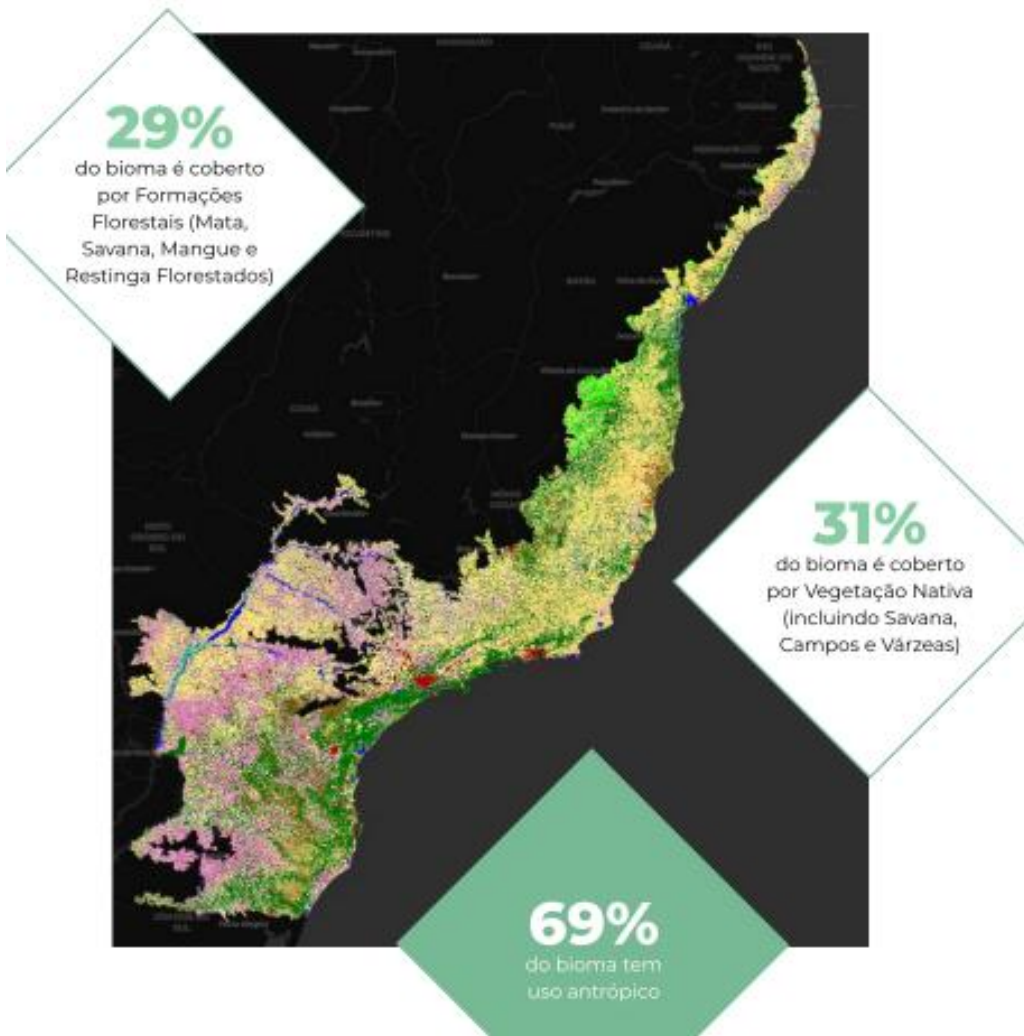 29%
do bioma é coberto
por Formações
Florestais (Mata,
Savana, Mangue e
Restinga Florestados)
31%
do bioma é coberto
por Vegetação Nativa
(incluindo Savana,
Campos e Várzeas)
69%
do bioma tem
uso antrópico